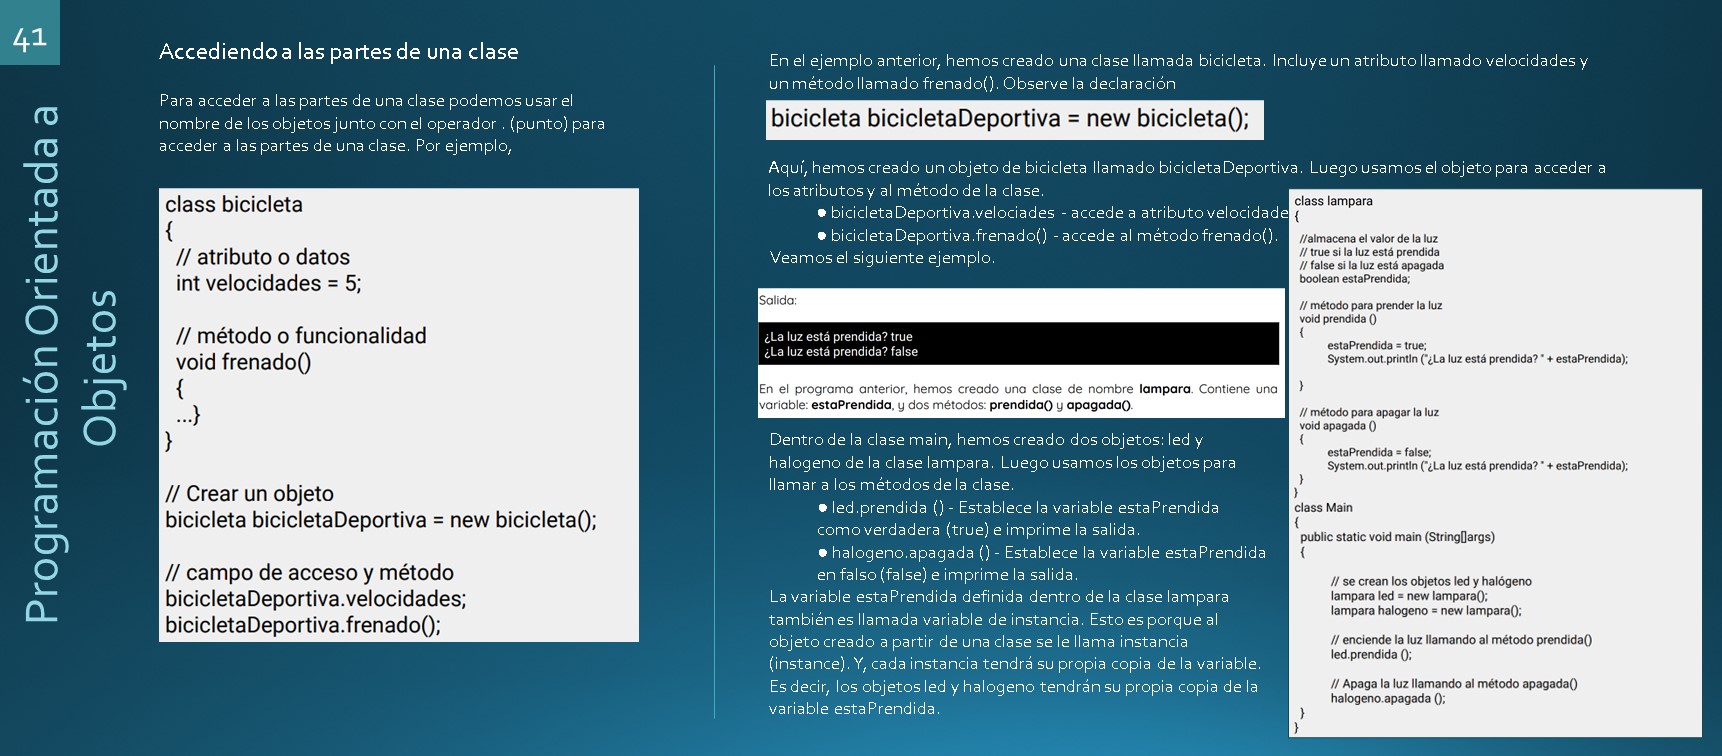 41
Programación Orientada a
Objetos
Accediendo a las partes de una clase
Para acceder a las partes de una clase podemos usar el
nombre de los objetos junto con el operador . (punto) para
acceder a las partes de una clase. Por ejemplo,
class bicicleta
{
// atributo o datos
int velocidades = 5;
// método o funcionalidad
void frenado()
{
...}
}
// Crear un objeto
bicicleta bicicletaDeportiva = new bicicleta();
// campo de acceso y método
bicicletaDeportiva.velocidades;
bicicletaDeportiva.frenado();
En el ejemplo anterior, hemos creado una clase llamada bicicleta. Incluye un atributo llamado velocidades y
un método llamado frenado(). Observe la declaración
bicicleta bicicletaDeportiva = new bicicleta();
Aquí, hemos creado un objeto de bicicleta llamado bicicletaDeportiva. Luego usamos el objeto para acceder a
los atributos y al método de la clase.
● bicicletaDeportiva.velociades - accede a atributo velocidade
● bicicletaDeportiva.frenado() - accede al método frenado().
Veamos el siguiente ejemplo.
Salida:
¿La luz está prendida? true
¿La luz está prendida? false
En el programa anterior, hemos creado una clase de nombre lampara. Contiene una
variable: estaPrendida, y dos métodos: prendida() y apagada().
Dentro de la clase main, hemos creado dos objetos: led y
halogeno de la clase lampara. Luego usamos los objetos para
llamar a los métodos de la clase.
● led.prendida () - Establece la variable estaPrendida
como verdadera (true) e imprime la salida.
● halogeno.apagada () - Establece la variable estaPrendida
en falso (false) e imprime la salida.
La variable estaPrendida definida dentro de la clase lampara
también es llamada variable de instancia. Esto es porque al
objeto creado a partir de una clase se le llama instancia
(instance). Y, cada instancia tendrá su propia copia de la variable.
Es decir, los objetos led y halogeno tendrán su propia copia de la
variable estaPrendida.
class lampara
{
//almacena el valor de la luz
// true si la luz está prendida
// false si la luz está apagada
boolean estaPrendida;
// método para prender la luz
void prendida ()
{
estaPrendida = true;
System.out.println ("¿La luz está prendida? " + estaPrendida);
}
// método para apagar la luz
void apagada ()
{
estaPrendida = false;
System.out.println ("¿La luz está prendida? " + estaPrendida);
}
}
class Main
{
public static void main (String[]args)
{
// se crean los objetos led y halógeno
lampara led = new lampara();
lampara halogeno = new lampara();
// enciende la luz llamando al método prendida()
led.prendida ();
// Apaga la luz llamando al método apagada()
halogeno.apagada ();
}
}